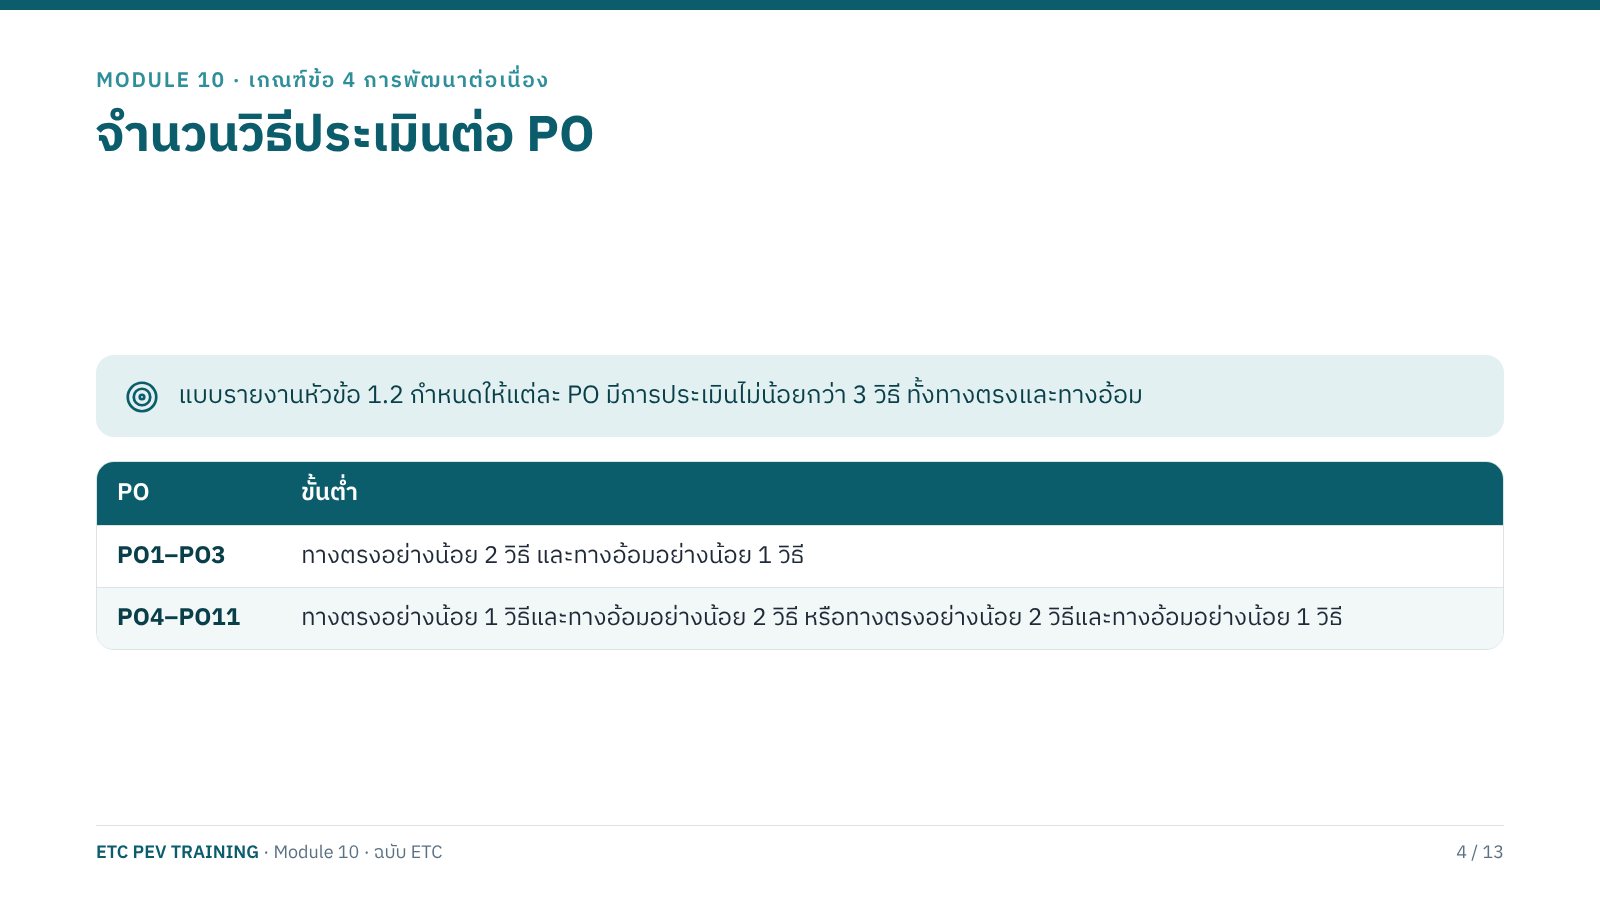 MODULE 10 · เกณฑ์ข้อ 4 การพัฒนาต่อเนื่อง
จำนวนวิธีประเมินต่อ PO
แบบรายงานหัวข้อ 1.2 กำหนดให้แต่ละ PO มีการประเมินไม่น้อยกว่า 3 วิธี ทั้งทางตรงและทางอ้อม
PO ขั้นต่ำ
PO1–PO3 ทางตรงอย่างน้อย 2 วิธี และทางอ้อมอย่างน้อย 1 วิธี
PO4–PO11 ทางตรงอย่างน้อย 1 วิธีและทางอ้อมอย่างน้อย 2 วิธี หรือทางตรงอย่างน้อย 2 วิธีและทางอ้อมอย่างน้อย 1 วิธี
ETC PEV TRAINING · Module 10 · ฉบับ ETC
4 / 13